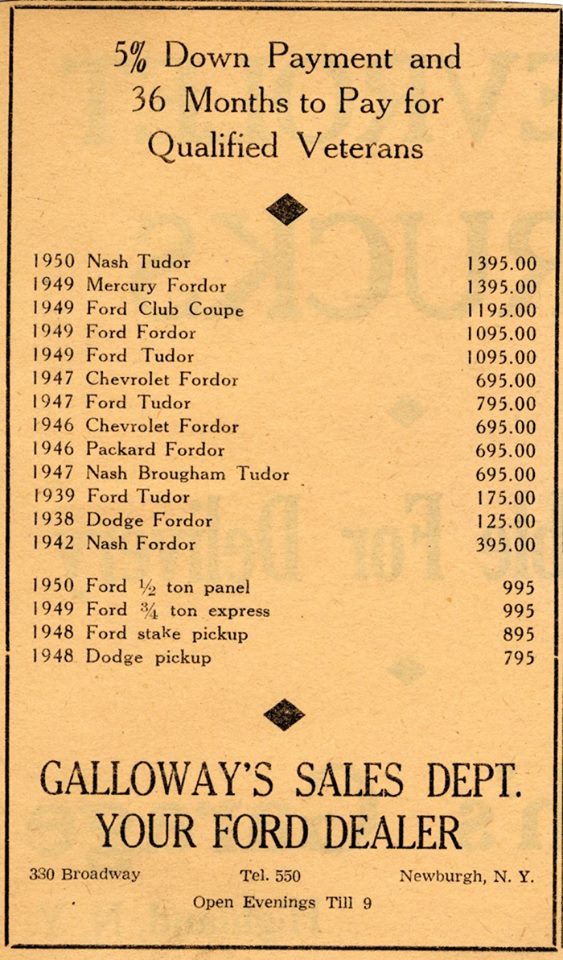 5% Down Payment and
36 Months to Pay for
Qualified Veterans
1950 Nash Tudor 1395.00
1949 Mercury Fordor 1395.00
1949 Ford Club Coupe 1195.00
1949 Ford Fordor 1095.00
1949 Ford Tudor 1095.00
1947 Chevrolet Fordor 695.00
1947 Ford Tudor 795.00
1946 Chevrolet Fordor 695.00
1946 Packard Fordor 695.00
1947 Nash Brougham Tudor 695.00
1939 Ford Tudor 175.00
1938 Dodge Fordor 125.00
1942 Nash Fordor 395.00
1950 Ford ½ ton panel 995
1949 Ford ¾ ton express 995
1948 Ford stake pickup 895
1948 Dodge pickup 795
GALLOWAY'S SALES DEPT.
YOUR FORD DEALER
330 Broadway Tel. 550 Newburgh, N. Y.
Open Evenings Till 9